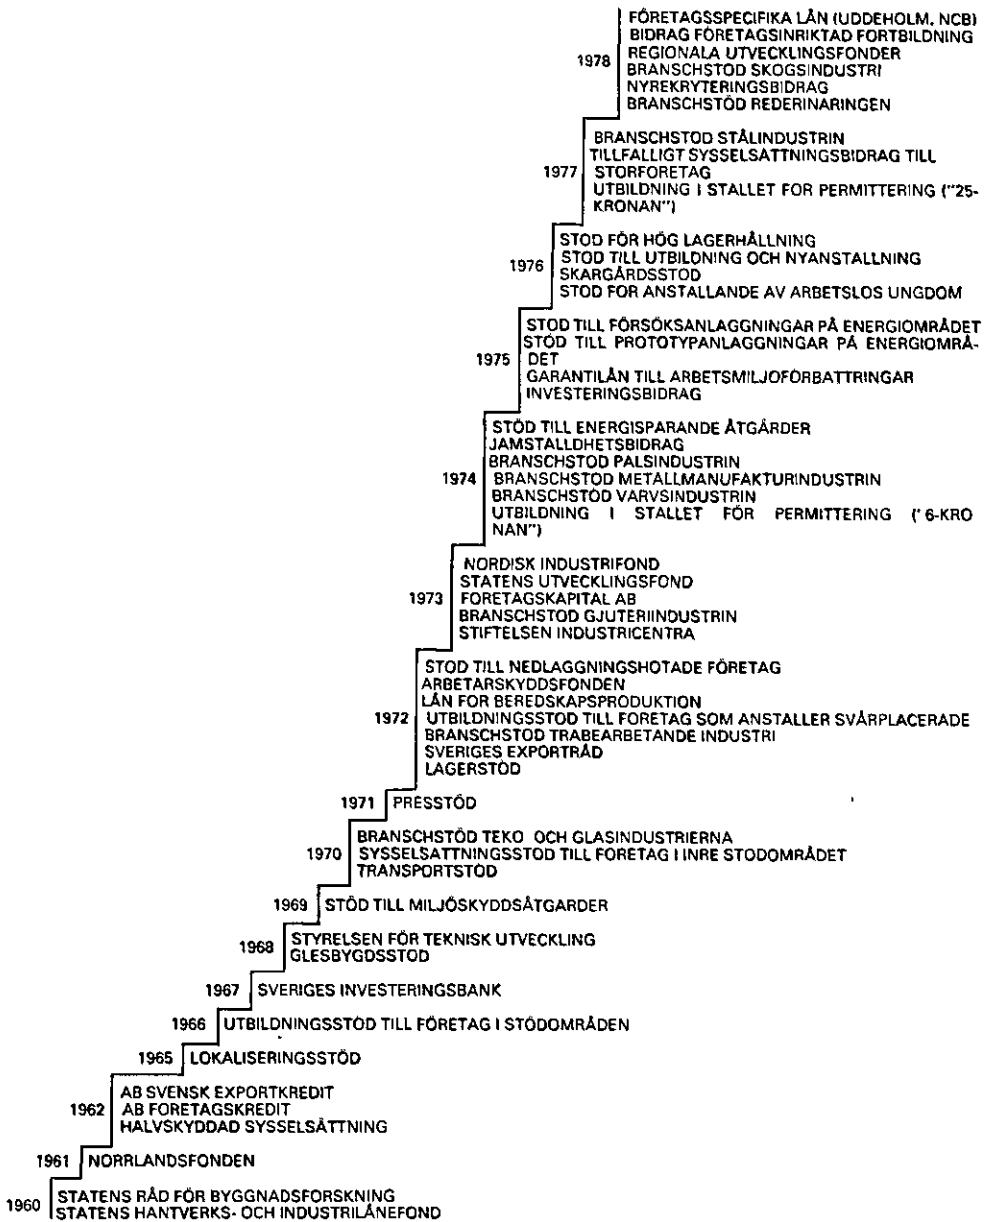 FÖRETAGSSPECIFIKA LÅN (UDDEHOLM, NCB)
BIDRAG FÖRETAGSINRIKTAD FORTBILDNING
REGIONALA UTVECKLINGSFONDER
1978 BRANSCHSTOD SKOGSINDUSTRI
NYREKRYTERINGSBIDRAG
BRANSCHSTÖD REDERINARINGEN
BRANSCHSTOD STÅLINDUSTRIN
TILLFALLIGT SYSSELSATTNINGSBIDRAG TILL
1977 STORFORETAG
UTBILDNING I STALLET FOR PERMITTERING ("25-
KRONAN")
STOD FÖR HÖG LAGERHÅLLNING
1976 STOD TILL UTBILDNING OCH NYANSTALLNING
SKARGÅRDSSTOD
STOD FOR ANSTALLANDE AV ARBETSLOS UNGDOM
STOD TILL FÖRSÖKSANLAGGNINGAR PÅ ENERGIOMRÅDET
STÖD TILL PROTOTYPANLAGGNINGAR PÅ ENERGIOMRÅ-
1975 DET
GARANTILÅN TILL ARBETSMILJOFORBATTRINGAR
INVESTERINGSBIDRAG
STÖD TILL ENERGISPARANDE ÅTGÅRDER
JAMSTALLDHETSBIDRAG
BRANSCHSTOD PALSINDUSTRIN
1974 BRANSCHSTOD METALLMANUFAKTURINDUSTRIN
BRANSCHSTÖD VARVSINDUSTRIN
UTBILDNING I STALLET FÖR PERMITTERING ("6-KRO
NAN")
NORDISK INDUSTRIFOND
STATENS UTVECKLINGSFOND
1973 FORETAGSKAPITAL AB
BRANSCHSTOD GJUTERIINDUSTRIN
STIFTELSEN INDUSTRICENTRA
STOD TILL NEDLAGGNINGSHOTADE FÖRETAG
ARBETARSKYDDSFONDEN
LÅN FOR BEREDSKAPSPRODUKTION
1972 UTBILDNINGSSTOD TILL FORETAG SOM ANSTALLER SVÅRPLACERADE
BRANSCHSTOD TRABEARBETANDE INDUSTRI
SVERIGES EXPORTRÅD
LAGERSTÖD
1971 PRESSTÖD
BRANSCHSTÖD TEKO OCH GLASINDUSTRIERNA
1970 SYSSELSATTNINGSSTOD TILL FORETAG I INRE STODOMRÅDET
TRANSPORTSTÖD
1969 STÖD TILL MILJÖSKYDDSÅTGARDER
1968 STYRELSEN FÖR TEKNISK UTVECKLING
GLESBYGDSSTOD
1967 SVERIGES INVESTERINGSBANK
1966 UTBILDNINGSSTÖD TILL FÖRETAG I STÖDOMRÅDEN
1965 LOKALISERINGSSTÖD
AB SVENSK EXPORTKREDIT
1962 AB FORETAGSKREDIT
HALVSKYDDAD SYSSELSÄTTNING
1961 NORRLANDSFONDEN
1960 STATENS RÅD FÖR BYGGNADSFORSKNING
STATENS HANTVERKS- OCH INDUSTRILÅNEFOND